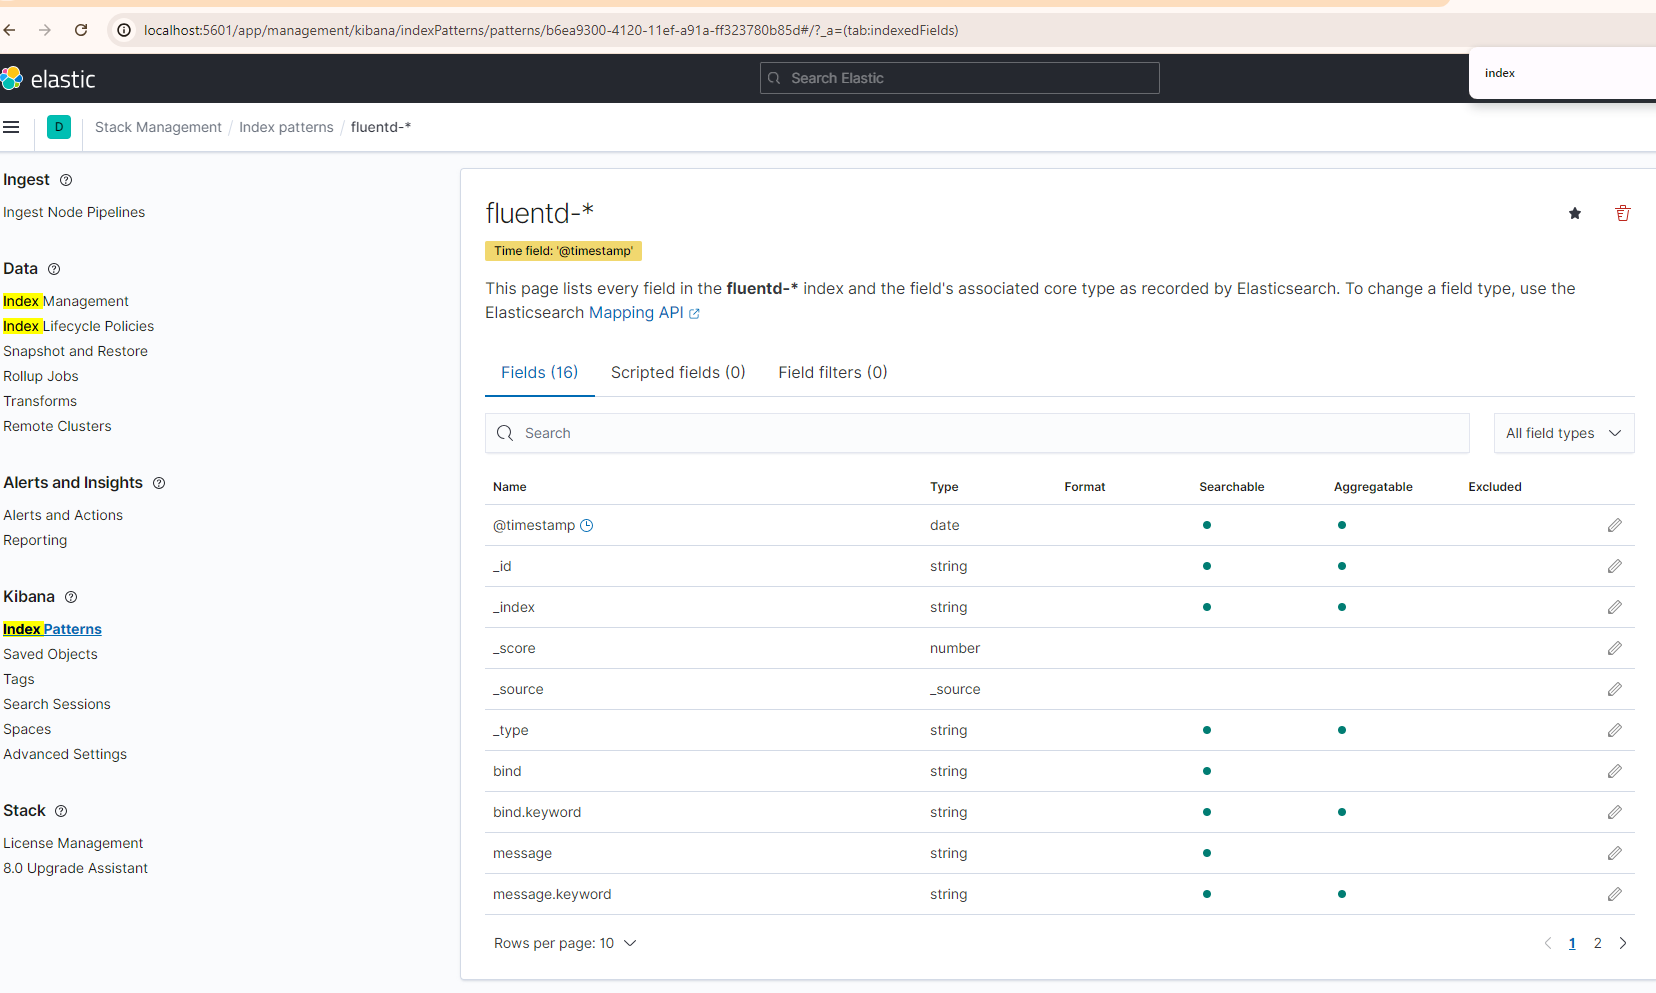 localhost:5601/app/management/kibana/indexPatterns/patterns/b6ea9300-4120-11ef-a91a-ff323780b85d#/?_a=(tab:indexedFields)
elastic
Search Elastic
index
D
Stack Management / Index patterns / fluentd-*
Ingest
Ingest Node Pipelines
Data
Index Management
Index Lifecycle Policies
Snapshot and Restore
Rollup Jobs
Transforms
Remote Clusters
Alerts and Insights
Alerts and Actions
Reporting
Kibana
Index Patterns
Saved Objects
Tags
Search Sessions
Spaces
Advanced Settings
Stack
License Management
8.0 Upgrade Assistant
fluentd-*
Time field: '@timestamp'
This page lists every field in the fluentd-* index and the field's associated core type as recorded by Elasticsearch. To change a field type, use the
Elasticsearch Mapping API
Fields (16) Scripted fields (0) Field filters (0)
Search
All field types
Name Type Format Searchable Aggregatable Excluded
@timestamp date
_id string
_index string
_score number
_source _source
_type string
bind string
bind.keyword string
message string
message.keyword string
Rows per page: 10
1 2